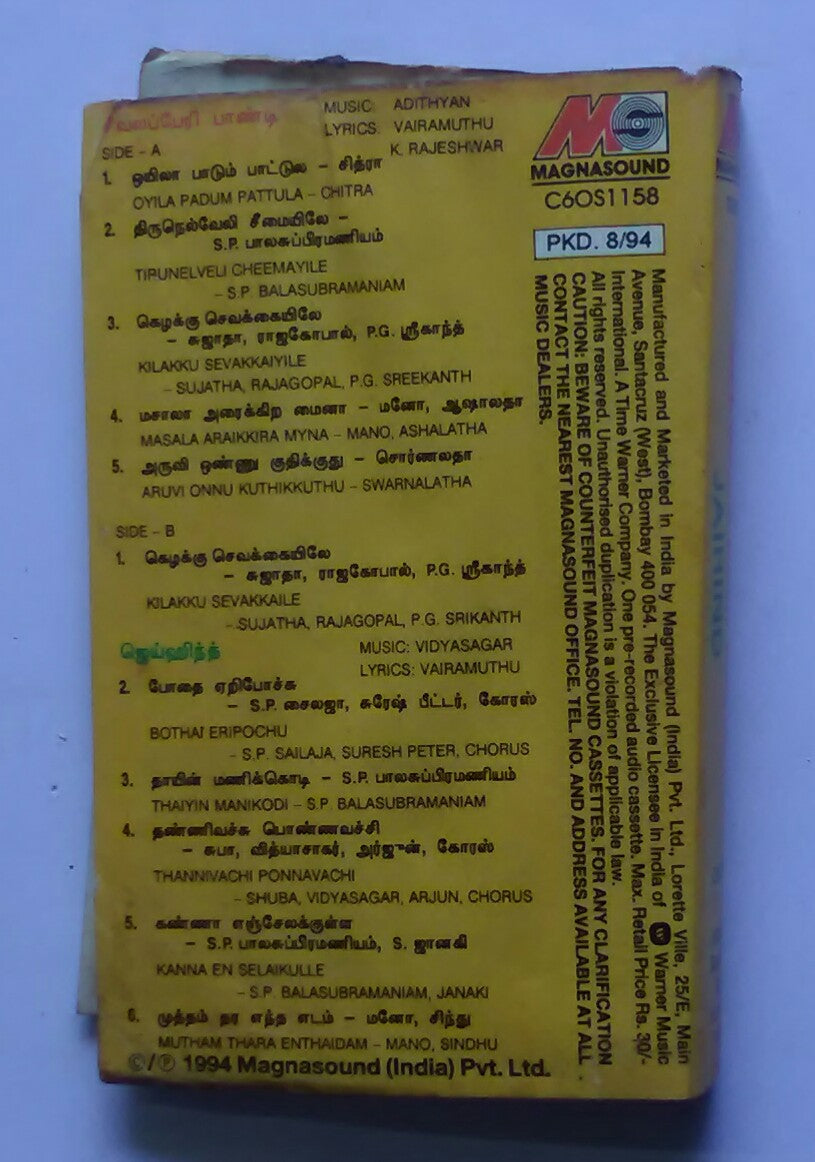 சீவலப்பேரி பாண்டி
MUSIC: ADITHYAN
LYRICS: VAIRAMUTHU
K. RAJESHWAR
SIDE – A
1. ஒயிலா பாடும் பாட்டுல – சித்ரா
OYILA PADUM PATTULA – CHITRA
2. திருநெல்வேலி சீமையிலே –
S.P. பாலசுப்பிரமணியம்
TIRUNELVELI CHEEMAYILE
– S.P. BALASUBRAMANIAM
3. கெழக்கு செவக்கையிலே
– சுஜாதா, ராஜகோபால், P.G. ஸ்ரீகாந்த்
KILAKKU SEVAKKAIYILE
– SUJATHA, RAJAGOPAL, P.G. SREEKANTH
4. மசாலா அரைக்கிற மைனா – மனோ, ஆஷாலதா
MASALA ARAIKKIRA MYNA – MANO, ASHALATHA
5. அருவி ஒண்ணு குதிக்குது – சொர்ணலதா
ARUVI ONNU KUTHIKKUTHU – SWARNALATHA
SIDE – B
1. கெழக்கு செவக்கையிலே
– சுஜாதா, ராஜகோபால், P.G. ஸ்ரீகாந்த்
KILAKKU SEVAKKAILE
– SUJATHA, RAJAGOPAL, P.G. SRIKANTH
ஜெய்ஹிந்த்
MUSIC: VIDYASAGAR
LYRICS: VAIRAMUTHU
2. போதை ஏறிபோச்சு
– S.P. சைலஜா, சுரேஷ் பீட்டர், கோரஸ்
BOTHAI ERIPOCHU
– S.P. SAILAJA, SURESH PETER, CHORUS
3. தாயின் மணிக்கொடி – S.P. பாலசுப்பிரமணியம்
THAIYIN MANIKODI – S.P. BALASUBRAMANIAM
4. தண்ணிவச்சு பொண்ணவச்சி
– சுபா, வித்யாசாகர், அர்ஜுன், கோரஸ்
THANNIVACHI PONNAVACHI
– SHUBA, VIDYASAGAR, ARJUN, CHORUS
5. கண்ணா எஞ்சேலக்குள்ள
– S.P. பாலசுப்பிரமணியம், S. ஜானகி
KANNA EN SELAIKULLE
– S.P. BALASUBRAMANIAM, JANAKI
6. முத்தம் தர எந்த எடம் – மனோ, சிந்து
MUTHAM THARA ENTHAIDAM – MANO, SINDHU
©/℗ 1994 Magnasound (India) Pvt. Ltd.
MAGNASOUND
C6OS1158
PKD. 8/94
Manufactured and Marketed in India by Magnasound (India) Pvt. Ltd., Lorette Ville, 25/E, Main
Avenue, Santacruz (West), Bombay 400 054. The Exclusive Licensee in India of Warner Music
International. A Time Warner Company. One pre-recorded audio cassette. Max. Retail Price Rs. 30/-
All rights reserved. Unauthorised duplication is a violation of applicable law.
CAUTION: BEWARE OF COUNTERFEIT MAGNASOUND CASSETTES, FOR ANY CLARIFICATION
CONTACT THE NEAREST MAGNASOUND OFFICE. TEL. NO. AND ADDRESS AVAILABLE AT ALL
MUSIC DEALERS.
JAIHIND